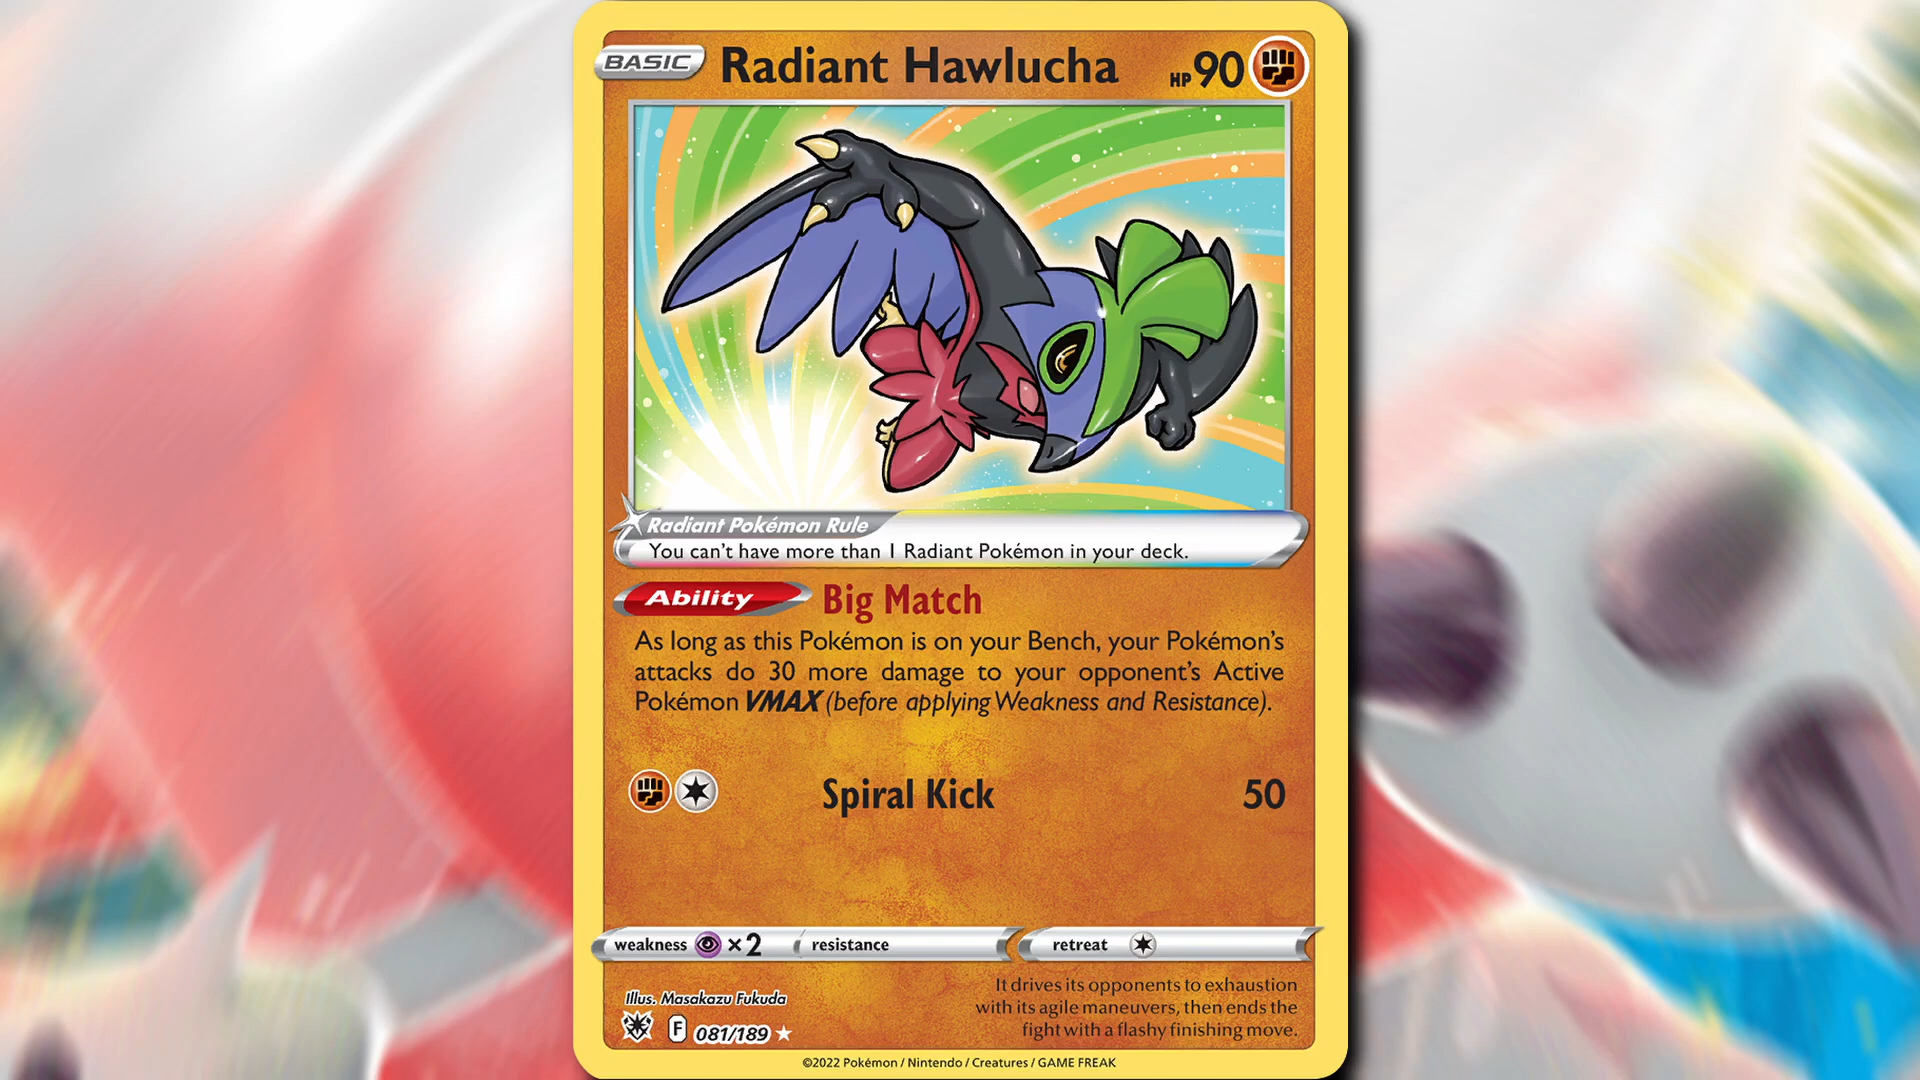 BASIC Radiant Hawlucha HP 90
Radiant Pokémon Rule
You can't have more than 1 Radiant Pokémon in your deck.
Ability Big Match
As long as this Pokémon is on your Bench, your Pokémon's
attacks do 30 more damage to your opponent's Active
Pokémon VMAX (before applying Weakness and Resistance).
Spiral Kick 50
weakness ×2 resistance retreat
It drives its opponents to exhaustion
with its agile maneuvers, then ends the
fight with a flashy finishing move.
Illus. Masakazu Fukuda
F 081/189
©2022 Pokémon / Nintendo / Creatures / GAME FREAK